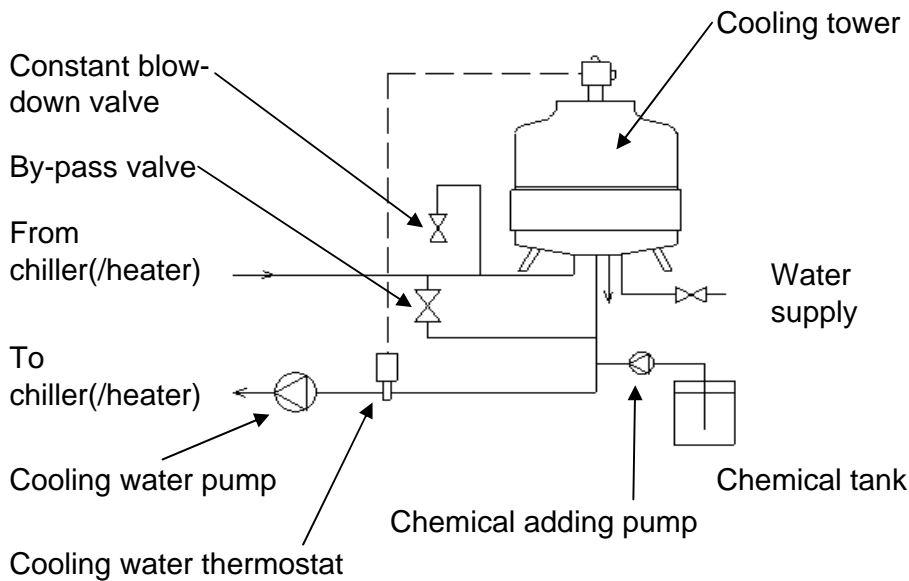 Cooling tower
Constant blow-
down valve
By-pass valve
From
chiller(/heater)
Water
supply
To
chiller(/heater)
Cooling water pump
Chemical tank
Chemical adding pump
Cooling water thermostat